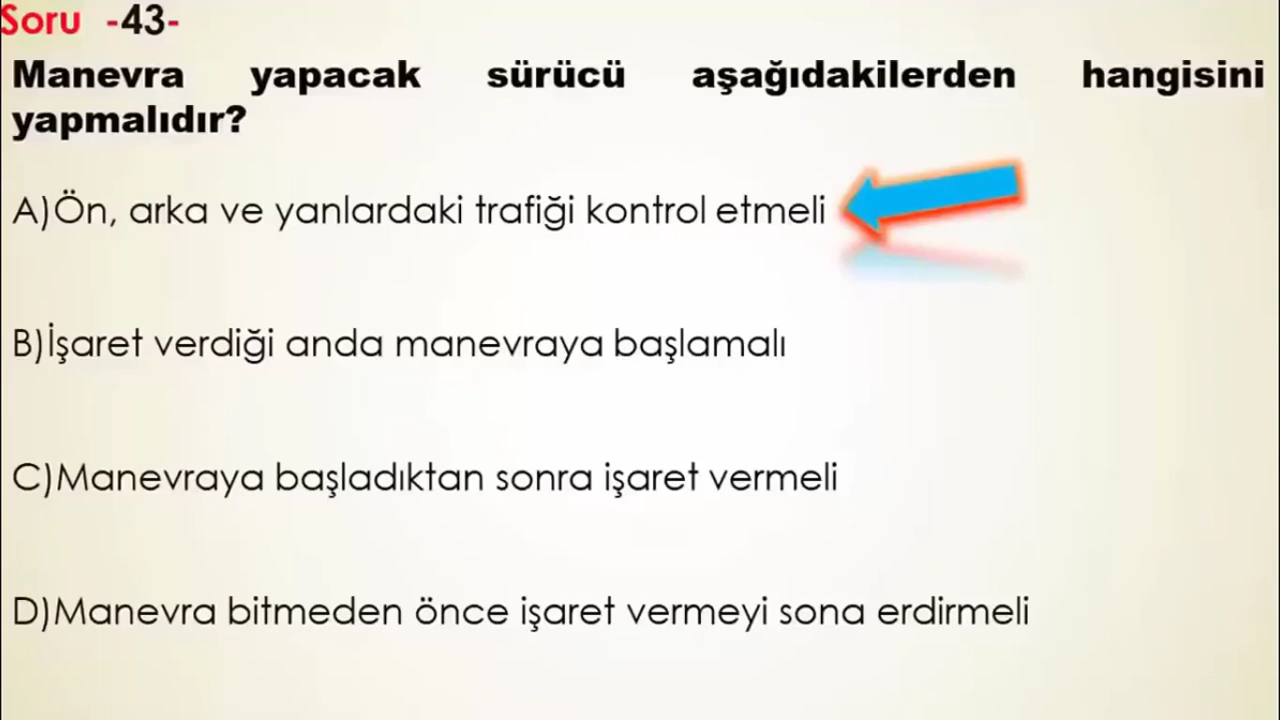 Soru -43-
Manevra yapacak sürücü aşağıdakilerden hangisini
yapmalıdır?
A)Ön, arka ve yanlardaki trafiği kontrol etmeli
B)İşaret verdiği anda manevraya başlamalı
C)Manevraya başladıktan sonra işaret vermeli
D)Manevra bitmeden önce işaret vermeyi sona erdirmeli